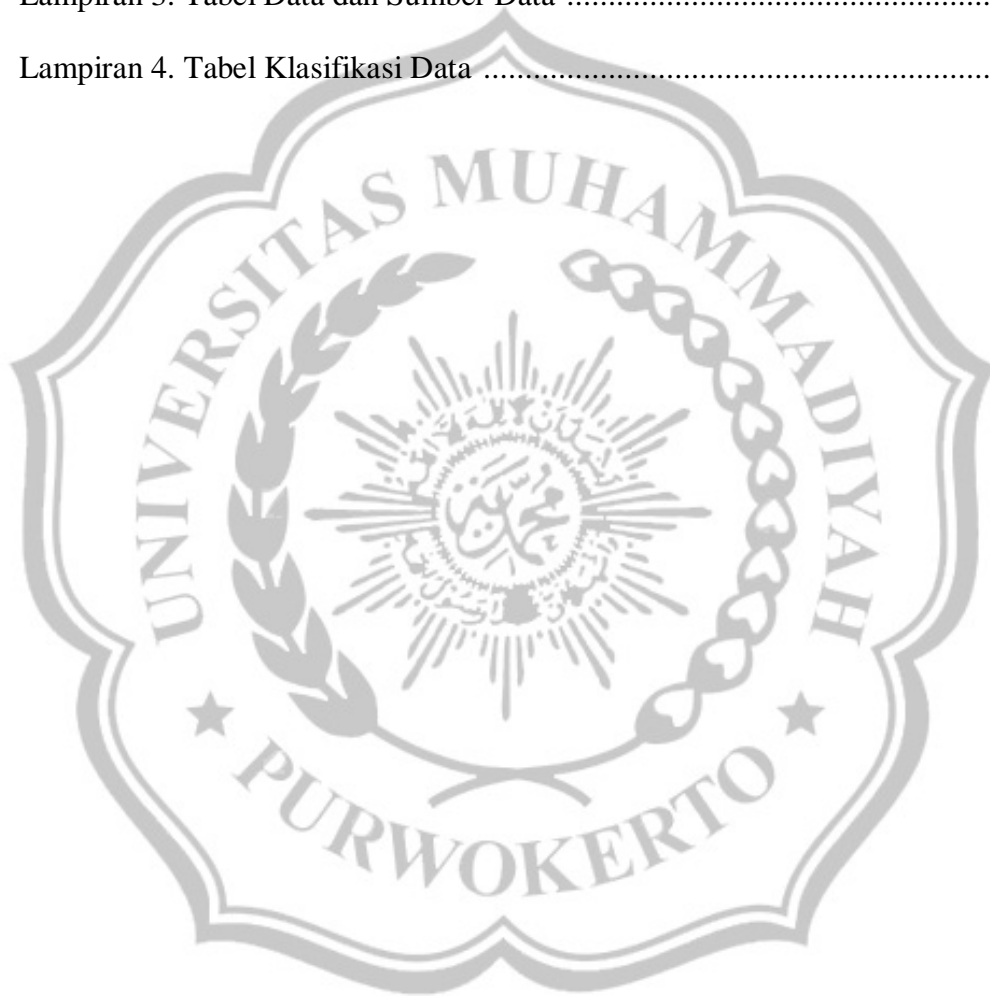 Lampiran 3. Tabel Data dan Sumber Data ....................................................
Lampiran 4. Tabel Klasifikasi Data ..............................................................
UNIVERSITAS MUHAMMADIYAH
PURWOKERTO